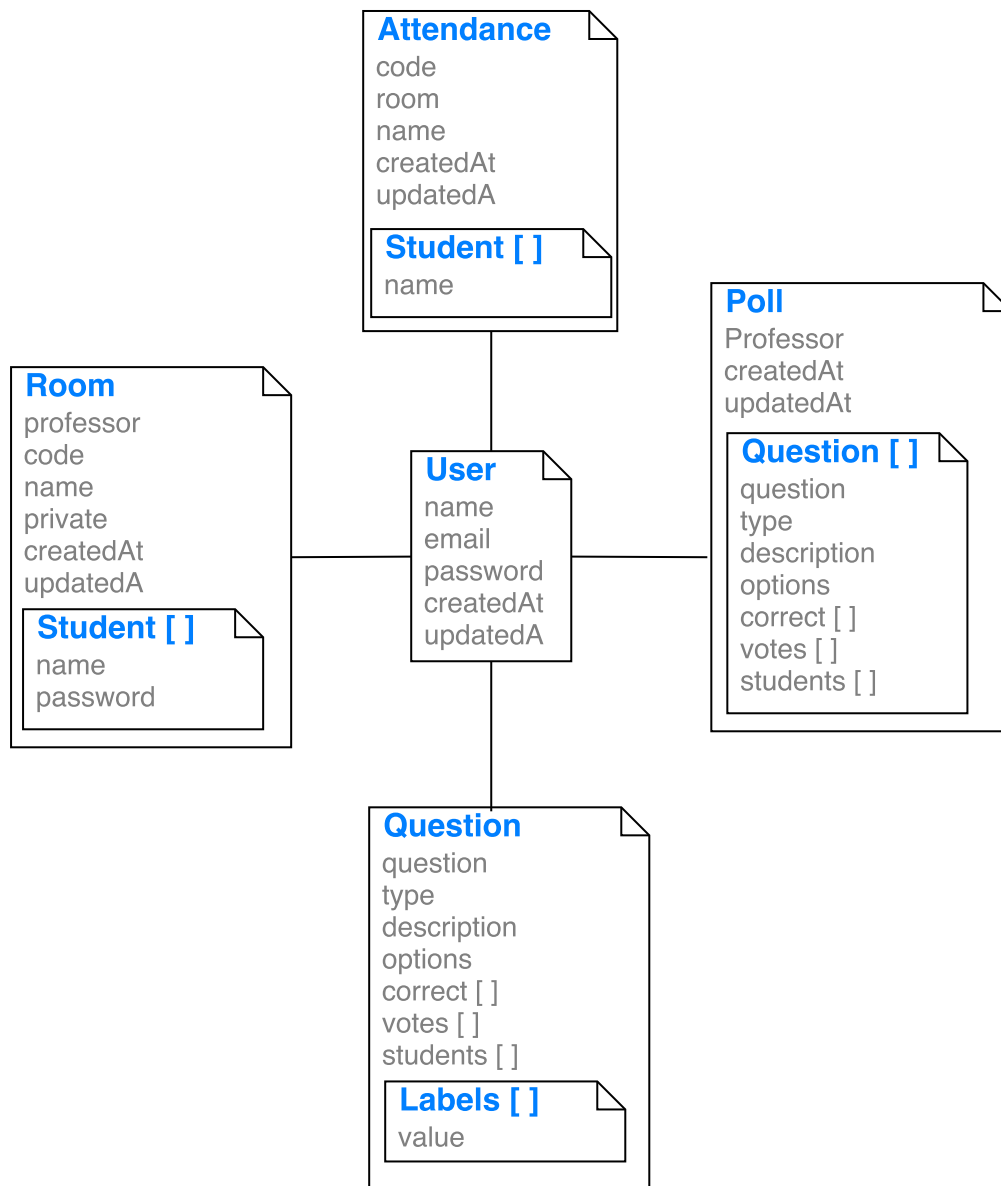 Attendance
code
room
name
createdAt
updatedA
Student [ ]
name
Poll
Professor
createdAt
updatedAt
Question [ ]
question
type
description
options
correct [ ]
votes [ ]
students [ ]
Room
professor
code
name
private
createdAt
updatedA
Student [ ]
name
password
User
name
email
password
createdAt
updatedA
Question
question
type
description
options
correct [ ]
votes [ ]
students [ ]
Labels [ ]
value